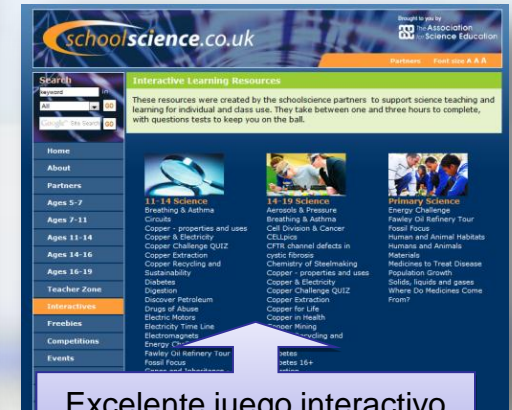 schoolscience.co.uk
Brought to you by
The Association
for Science Education
Partners Font size A A A
Search
keyword in
All GO
Google Site Search GO
Home
About
Partners
Ages 5-7
Ages 7-11
Ages 11-14
Ages 14-16
Ages 16-19
Teacher Zone
Interactives
Freebies
Competitions
Events
Interactive Learning Resources
These resources were created by the schoolscience partners to support science teaching and
learning for individual and class use. They take between one and three hours to complete,
with questions tests to keep you on the ball.
11-14 Science
Breathing & Asthma
Circuits
Copper - properties and uses
Copper & Electricity
Copper Challenge QUIZ
Copper Extraction
Copper Recycling and
Sustainability
Diabetes
Digestion
Discover Petroleum
Drugs of Abuse
Electric Motors
Electricity Time Line
Electromagnets
Energy
Fawley Oil Refinery Tour
Fossil Focus
14-19 Science
Aerosols & Pressure
Breathing & Asthma
Cell Division & Cancer
CELLpics
CFTR channel defects in
cystic fibrosis
Chemistry of Steelmaking
Copper - properties and uses
Copper & Electricity
Copper Challenge QUIZ
Copper Extraction
Copper for Life
Copper in Health
Mining
and
16+
Primary Science
Energy Challenge
Fawley Oil Refinery Tour
Fossil Focus
Human and Animal Habitats
Humans and Animals
Materials
Medicines to Treat Disease
Population Growth
Solids, liquids and gases
Where Do Medicines Come
From?
Excelente juego interactivo